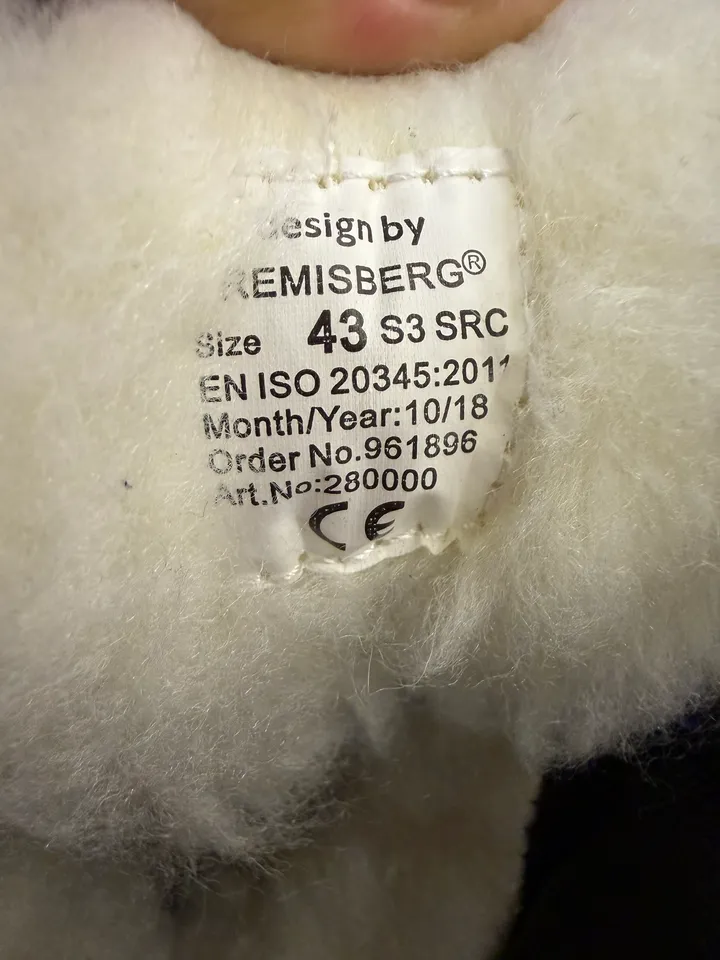 design by
REMISBERG®
Size 43 S3 SRC
EN ISO 20345:2011
Month/Year:10/18
Order No.961896
Art.No:280000
CE